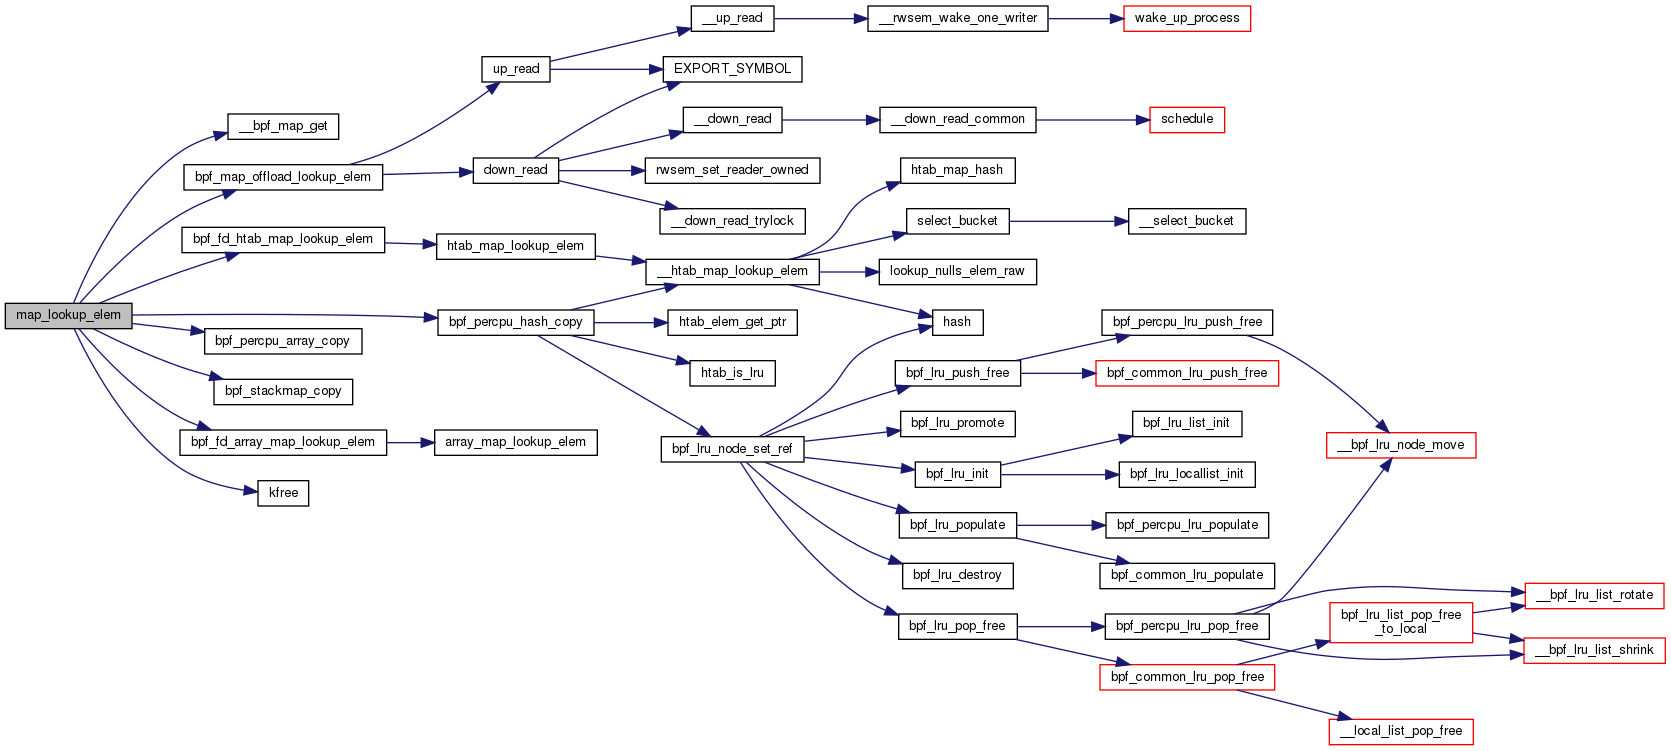 __up_read
__rwsem_wake_one_writer
wake_up_process
up_read
EXPORT_SYMBOL
__bpf_map_get
__down_read
__down_read_common
schedule
bpf_map_offload_lookup_elem
down_read
rwsem_set_reader_owned
htab_map_hash
__down_read_trylock
select_bucket
__select_bucket
bpf_fd_htab_map_lookup_elem
htab_map_lookup_elem
__htab_map_lookup_elem
lookup_nulls_elem_raw
map_lookup_elem
bpf_percpu_hash_copy
htab_elem_get_ptr
hash
bpf_percpu_lru_push_free
bpf_percpu_array_copy
htab_is_lru
bpf_lru_push_free
bpf_common_lru_push_free
bpf_stackmap_copy
bpf_lru_promote
bpf_lru_list_init
bpf_fd_array_map_lookup_elem
array_map_lookup_elem
bpf_lru_node_set_ref
__bpf_lru_node_move
bpf_lru_init
bpf_lru_locallist_init
kfree
bpf_lru_populate
bpf_percpu_lru_populate
bpf_lru_destroy
bpf_common_lru_populate
__bpf_lru_list_rotate
bpf_lru_pop_free
bpf_percpu_lru_pop_free
bpf_lru_list_pop_free
_to_local
__bpf_lru_list_shrink
bpf_common_lru_pop_free
__local_list_pop_free